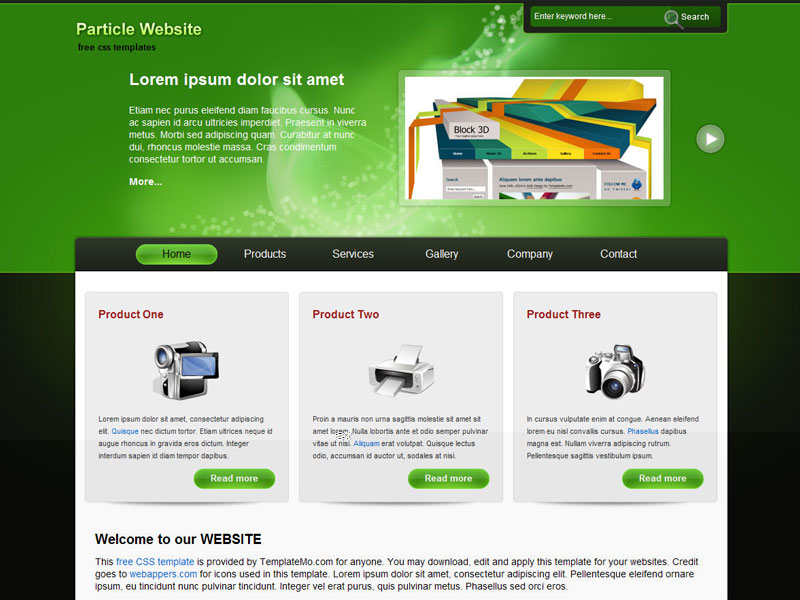 Particle Website
free css templates
Enter keyword here...
Search
Lorem ipsum dolor sit amet
Etiam nec purus eleifend diam faucibus cursus. Nunc
ac sapien id arcu ultricies imperdiet. Praesent in viverra
metus. Morbi sed adipiscing quam. Curabitur at nunc
dui, rhoncus molestie massa. Cras condimentum
consectetur tortor ut accumsan.
More...
Block 3D
Home
Gallery
Contact Us
Search
Aliquam lorem ante dapibus
FOLLOW ME
Home
Products
Services
Gallery
Company
Contact
Product One
Lorem ipsum dolor sit amet, consectetur adipiscing
elit. Quisque nec dictum tortor. Etiam ultrices neque id
augue rhoncus in gravida eros dictum. Integer
interdum sapien id diam tempor dapibus.
Read more
Product Two
Proin a mauris non urna sagittis molestie sit amet sit
amet lorem. Nulla lobortis ante et odio semper pulvinar
vitae ut nisi. Aliquam erat volutpat. Quisque lectus
odio, accumsan id auctor ut, sodales at nisi.
Read more
Product Three
In cursus vulputate enim at congue. Aenean eleifend
lorem eu nisl convallis cursus. Phasellus dapibus
magna est. Nullam viverra adipiscing rutrum.
Pellentesque sagittis vestibulum ipsum.
Read more
Welcome to our WEBSITE
This free CSS template is provided by TemplateMo.com for anyone. You may download, edit and apply this template for your websites. Credit
goes to webappers.com for icons used in this template. Lorem ipsum dolor sit amet, consectetur adipiscing elit. Pellentesque eleifend ornare
ipsum, eu tincidunt nunc pulvinar tincidunt. Integer vel erat purus, quis pulvinar metus. Phasellus sed orci eros.